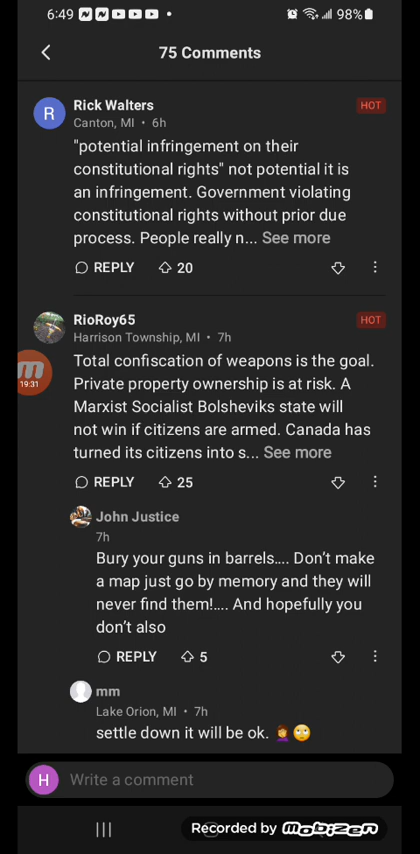 6:49 98%
75 Comments
R Rick Walters HOT
Canton, MI • 6h
"potential infringement on their
constitutional rights" not potential it is
an infringement. Government violating
constitutional rights without prior due
process. People really n... See more
REPLY 20
RioRoy65 HOT
Harrison Township, MI • 7h
19:31
Total confiscation of weapons is the goal.
Private property ownership is at risk. A
Marxist Socialist Bolsheviks state will
not win if citizens are armed. Canada has
turned its citizens into s... See more
REPLY 25
John Justice
7h
Bury your guns in barrels.... Don't make
a map just go by memory and they will
never find them!.... And hopefully you
don't also
REPLY 5
mm
Lake Orion, MI • 7h
settle down it will be ok. 🤦‍♀️🙄
H Write a comment
Recorded by Mobizen